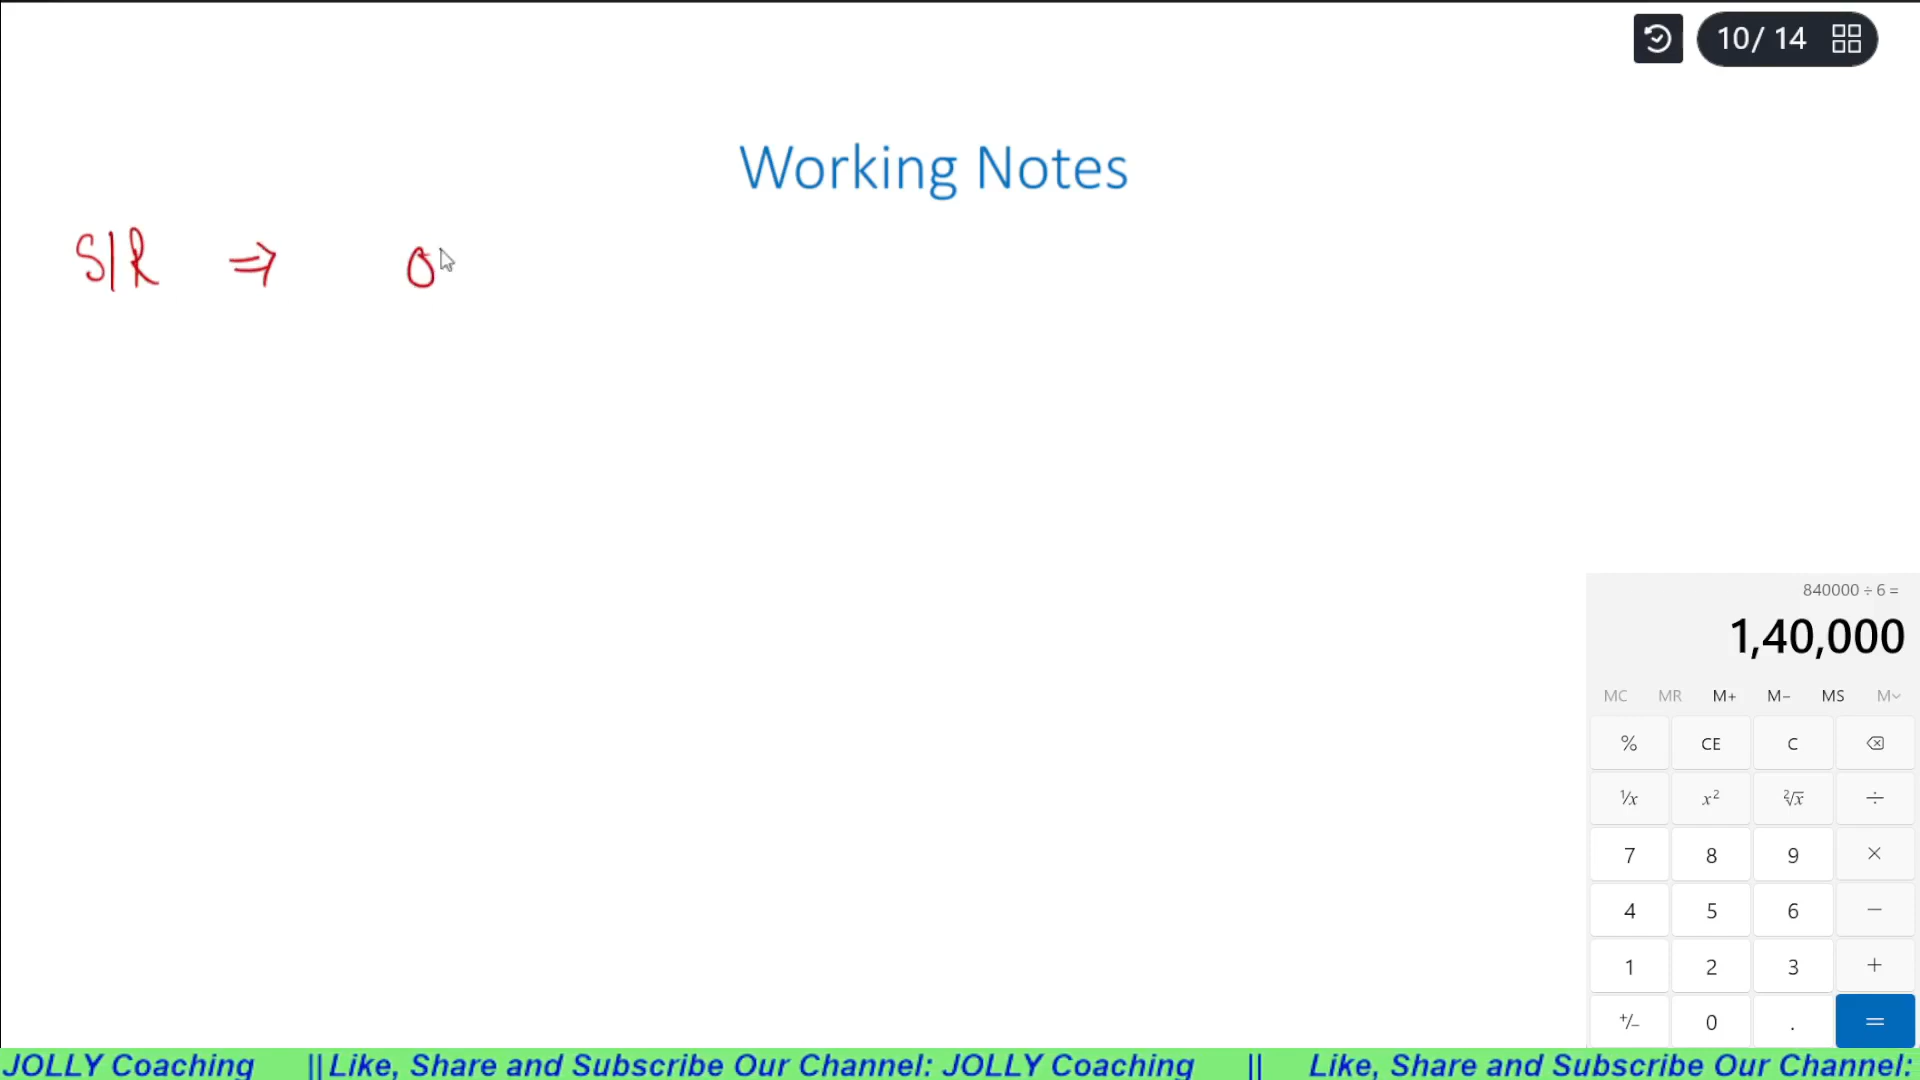 10/ 14
Working Notes
S/R ⇒ O
840000 ÷ 6 =
1,40,000
MC MR M+ M− MS M˅
% CE C ⌫
¹/x x² ²√x ÷
7 8 9 ×
4 5 6 −
1 2 3 +
+/− 0 . =
JOLLY Coaching || Like, Share and Subscribe Our Channel: JOLLY Coaching || Like, Share and Subscribe Our Channel: